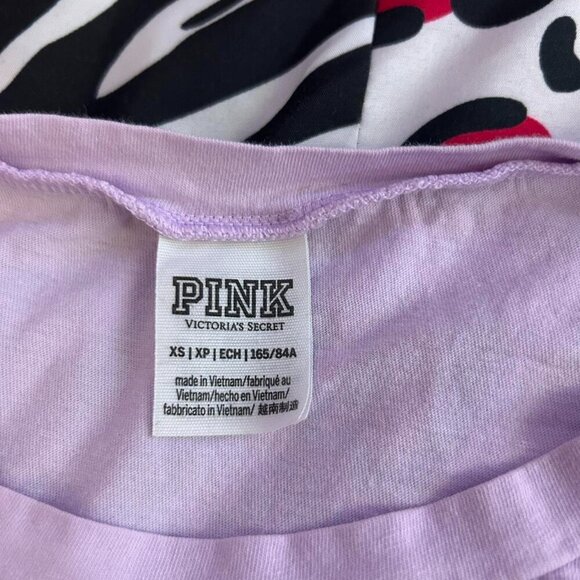 PINK
VICTORIA'S SECRET
XS | XP | ECH | 165/84A
made in Vietnam/fabriqué au
Vietnam/hecho en Vietnam/
fabbricato in Vietnam/ 越南制造